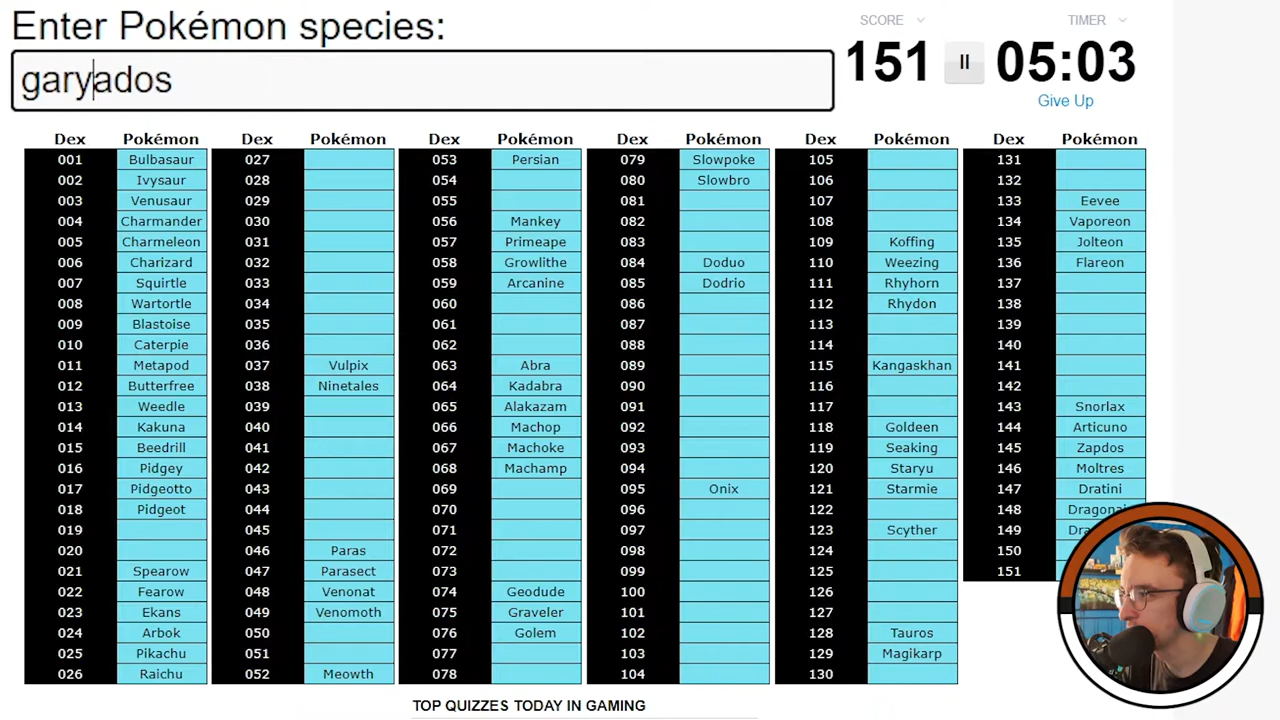 Enter Pokémon species:
SCORE
TIMER
garyados
151
05:03
Give Up
Dex Pokémon Dex Pokémon Dex Pokémon Dex Pokémon Dex Pokémon Dex Pokémon
001 Bulbasaur 027 053 Persian 079 Slowpoke 105 131
002 Ivysaur 028 054 080 Slowbro 106 132
003 Venusaur 029 055 081 107 133 Eevee
004 Charmander 030 056 Mankey 082 108 134 Vaporeon
005 Charmeleon 031 057 Primeape 083 109 Koffing 135 Jolteon
006 Charizard 032 058 Growlithe 084 Doduo 110 Weezing 136 Flareon
007 Squirtle 033 059 Arcanine 085 Dodrio 111 Rhyhorn 137
008 Wartortle 034 060 086 112 Rhydon 138
009 Blastoise 035 061 087 113 139
010 Caterpie 036 062 088 114 140
011 Metapod 037 Vulpix 063 Abra 089 115 Kangaskhan 141
012 Butterfree 038 Ninetales 064 Kadabra 090 116 142
013 Weedle 039 065 Alakazam 091 117 143 Snorlax
014 Kakuna 040 066 Machop 092 118 Goldeen 144 Articuno
015 Beedrill 041 067 Machoke 093 119 Seaking 145 Zapdos
016 Pidgey 042 068 Machamp 094 120 Staryu 146 Moltres
017 Pidgeotto 043 069 095 Onix 121 Starmie 147 Dratini
018 Pidgeot 044 070 096 122 148
019 045 071 097 123 Scyther 149
020 046 Paras 072 098 124 150
021 Spearow 047 Parasect 073 099 125 151
022 Fearow 048 Venonat 074 Geodude 100 126
023 Ekans 049 Venomoth 075 Graveler 101 127
024 Arbok 050 076 Golem 102 128 Tauros
025 Pikachu 051 077 103 129 Magikarp
026 Raichu 052 Meowth 078 104 130
TOP QUIZZES TODAY IN GAMING